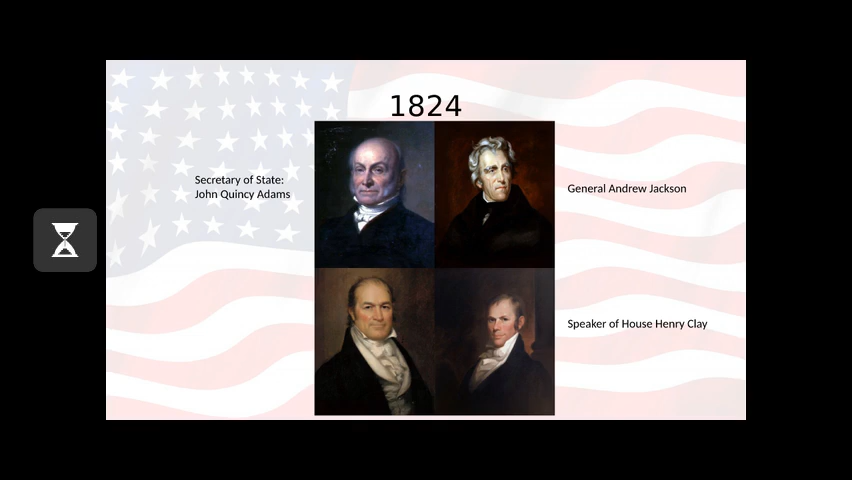 1824
Secretary of State:
John Quincy Adams
General Andrew Jackson
Speaker of House Henry Clay